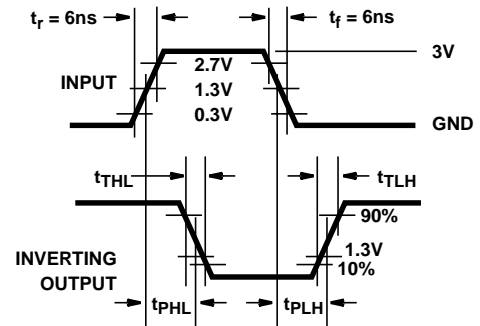 tr = 6ns
tf = 6ns
3V
2.7V
INPUT
1.3V
0.3V
GND
tTHL
tTLH
90%
INVERTING
OUTPUT
1.3V
10%
tPHL
tPLH